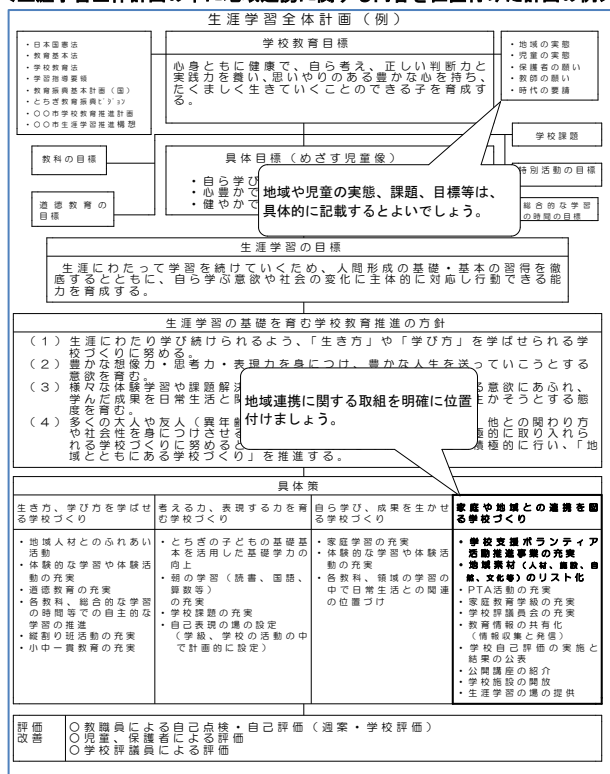 生涯学習全体計画（例）
・日本国憲法
・教育基本法
・学校教育法
・学習指導要領
・教育振興基本計画（国）
・とちぎ教育振興ﾋﾞｼﾞｮﾝ
・〇〇市学校教育推進計画
・〇〇市生涯学習推進構想
学校教育目標
心身ともに健康で、自ら考え、正しい判断力と
実践力を養い、思いやりのある豊かな心を持ち、
たくましく生きていくことのできる子を育成す
る。
・地域の実態
・児童の実態
・保護者の願い
・教師の願い
・時代の要請
学校課題
教科の目標
具体目標（めざす児童像）
・自ら学び
・心豊かで
・健やかで
特別活動の目標
道徳教育の
目標
総合的な学習
の時間の目標
地域や児童の実態、課題、目標等は、
具体的に記載するとよいでしょう。
生涯学習の目標
生涯にわたって学習を続けていくため、人間形成の基礎・基本の習得を徹
底するとともに、自ら学ぶ意欲や社会の変化に主体的に対応し行動できる能
力を育成する。
生涯学習の基礎を育む学校教育推進の方針
（１）生涯にわたり学び続けられるよう、「生き方」や「学び方」を学ばせられる学
校づくりに努める。
（２）豊かな想像力・思考力・表現力を身につけ、豊かな人生を送っていこうとする
意欲を育む。
（３）様々な体験学習や課題解決 る意欲にあふれ、
学んだ成果を日常生活と関 生かそうとする態
度を育む。
（４）多くの大人や友人（異年齢 他との関わり方
や社会性を身につけさせる 極的に取り入れら
れる学校づくりに努めると 積極的に行い、「地
域とともにある学校づくり」を推進する。
地域連携に関する取組を明確に位置
付けましょう。
具体策
生き方、学び方を学ばせ
る学校づくり
・地域人材とのふれあい
活動
・体験的な学習や体験活
動の充実
・道徳教育の充実
・各教科、総合的な学習
の時間等での自主的な
学習の推進
・縦割り班活動の充実
・小中一貫教育の充実
考える力、表現する力を育
む学校づくり
・とちぎの子どもの基礎基
本を活用した基礎学力の
向上
・朝の学習（読書、国語、
算数等）
の充実
・学校課題の充実
・自己表現の場の設定
（学級、学校の活動の中
で計画的に設定）
自ら学び、成果を生かせ
る学校づくり
・家庭学習の充実
・体験的な学習や体験活
動の充実
・各教科、領域の学習の
中で日常生活との関連
の位置づけ
家庭や地域との連携を図
る学校づくり
・学校支援ボランティア
活動推進事業の充実
・地域素材（人材、施設、自
然、文化等）のリスト化
・PTA活動の充実
・家庭教育学級の充実
・学校評議員会の充実
・教育情報の共有化
（情報収集と発信）
・学校自己評価の実施と
結果の公表
・公開講座の紹介
・学校施設の開放
・生涯学習の場の提供
評価
改善
〇教職員による自己点検・自己評価（週案・学校評価）
〇児童、保護者による評価
〇学校評議員による評価